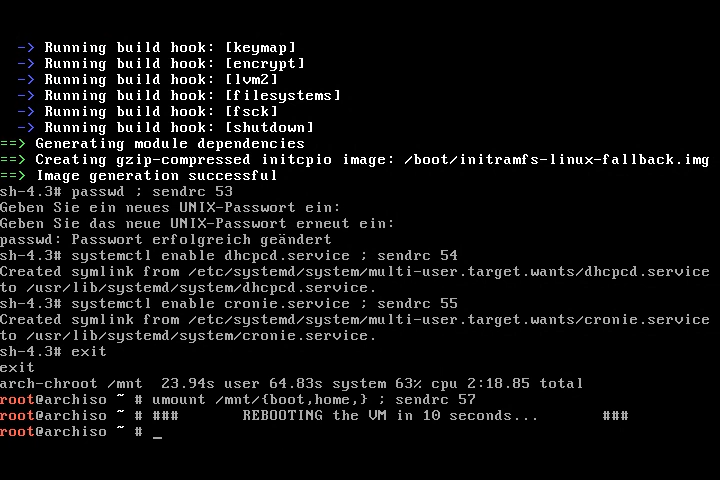 -> Running build hook: [keymap]
-> Running build hook: [encrypt]
-> Running build hook: [lvm2]
-> Running build hook: [filesystems]
-> Running build hook: [fsck]
-> Running build hook: [shutdown]
==> Generating module dependencies
==> Creating gzip-compressed initcpio image: /boot/initramfs-linux-fallback.img
==> Image generation successful
sh-4.3# passwd ; sendrc 53
Geben Sie ein neues UNIX-Passwort ein:
Geben Sie das neue UNIX-Passwort erneut ein:
passwd: Passwort erfolgreich geändert
sh-4.3# systemctl enable dhcpcd.service ; sendrc 54
Created symlink from /etc/systemd/system/multi-user.target.wants/dhcpcd.service
to /usr/lib/systemd/system/dhcpcd.service.
sh-4.3# systemctl enable cronie.service ; sendrc 55
Created symlink from /etc/systemd/system/multi-user.target.wants/cronie.service
to /usr/lib/systemd/system/cronie.service.
sh-4.3# exit
exit
arch-chroot /mnt  23.94s user 64.83s system 63% cpu 2:18.85 total
root@archiso ~ # umount /mnt/{boot,home,} ; sendrc 57
root@archiso ~ # ###       REBOOTING the VM in 10 seconds...       ###
root@archiso ~ # _